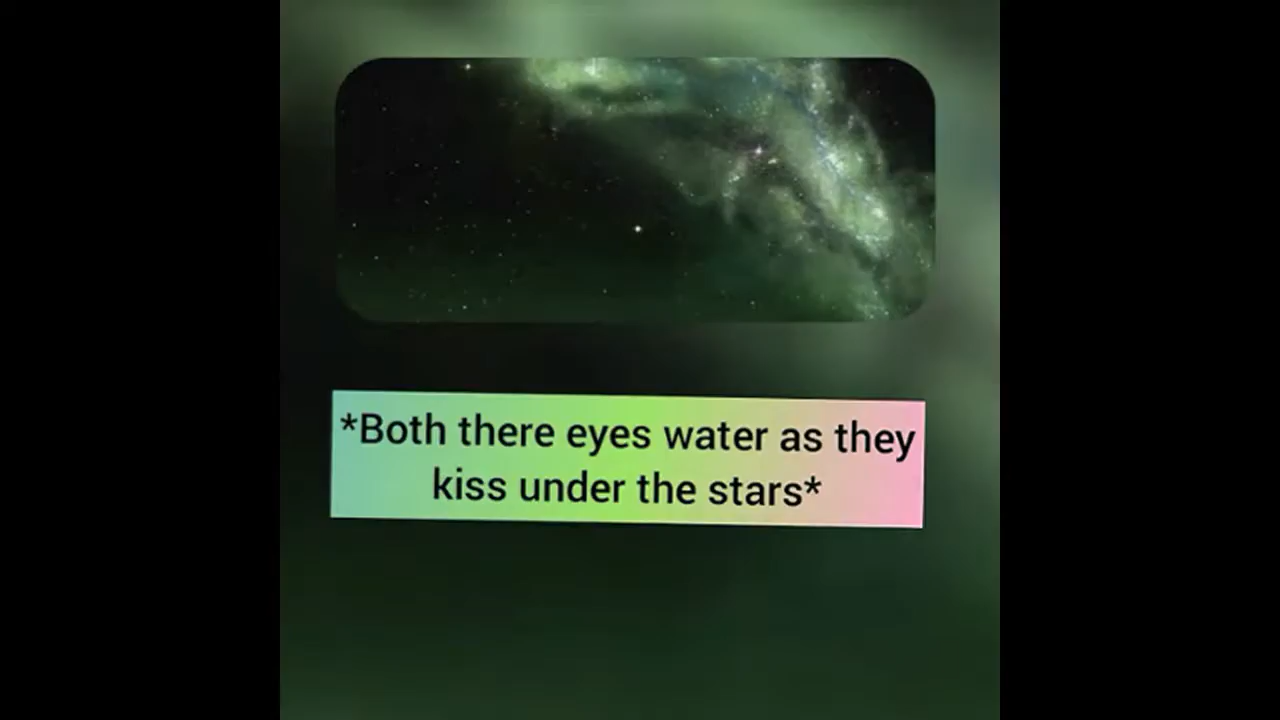 *Both there eyes water as they
kiss under the stars*